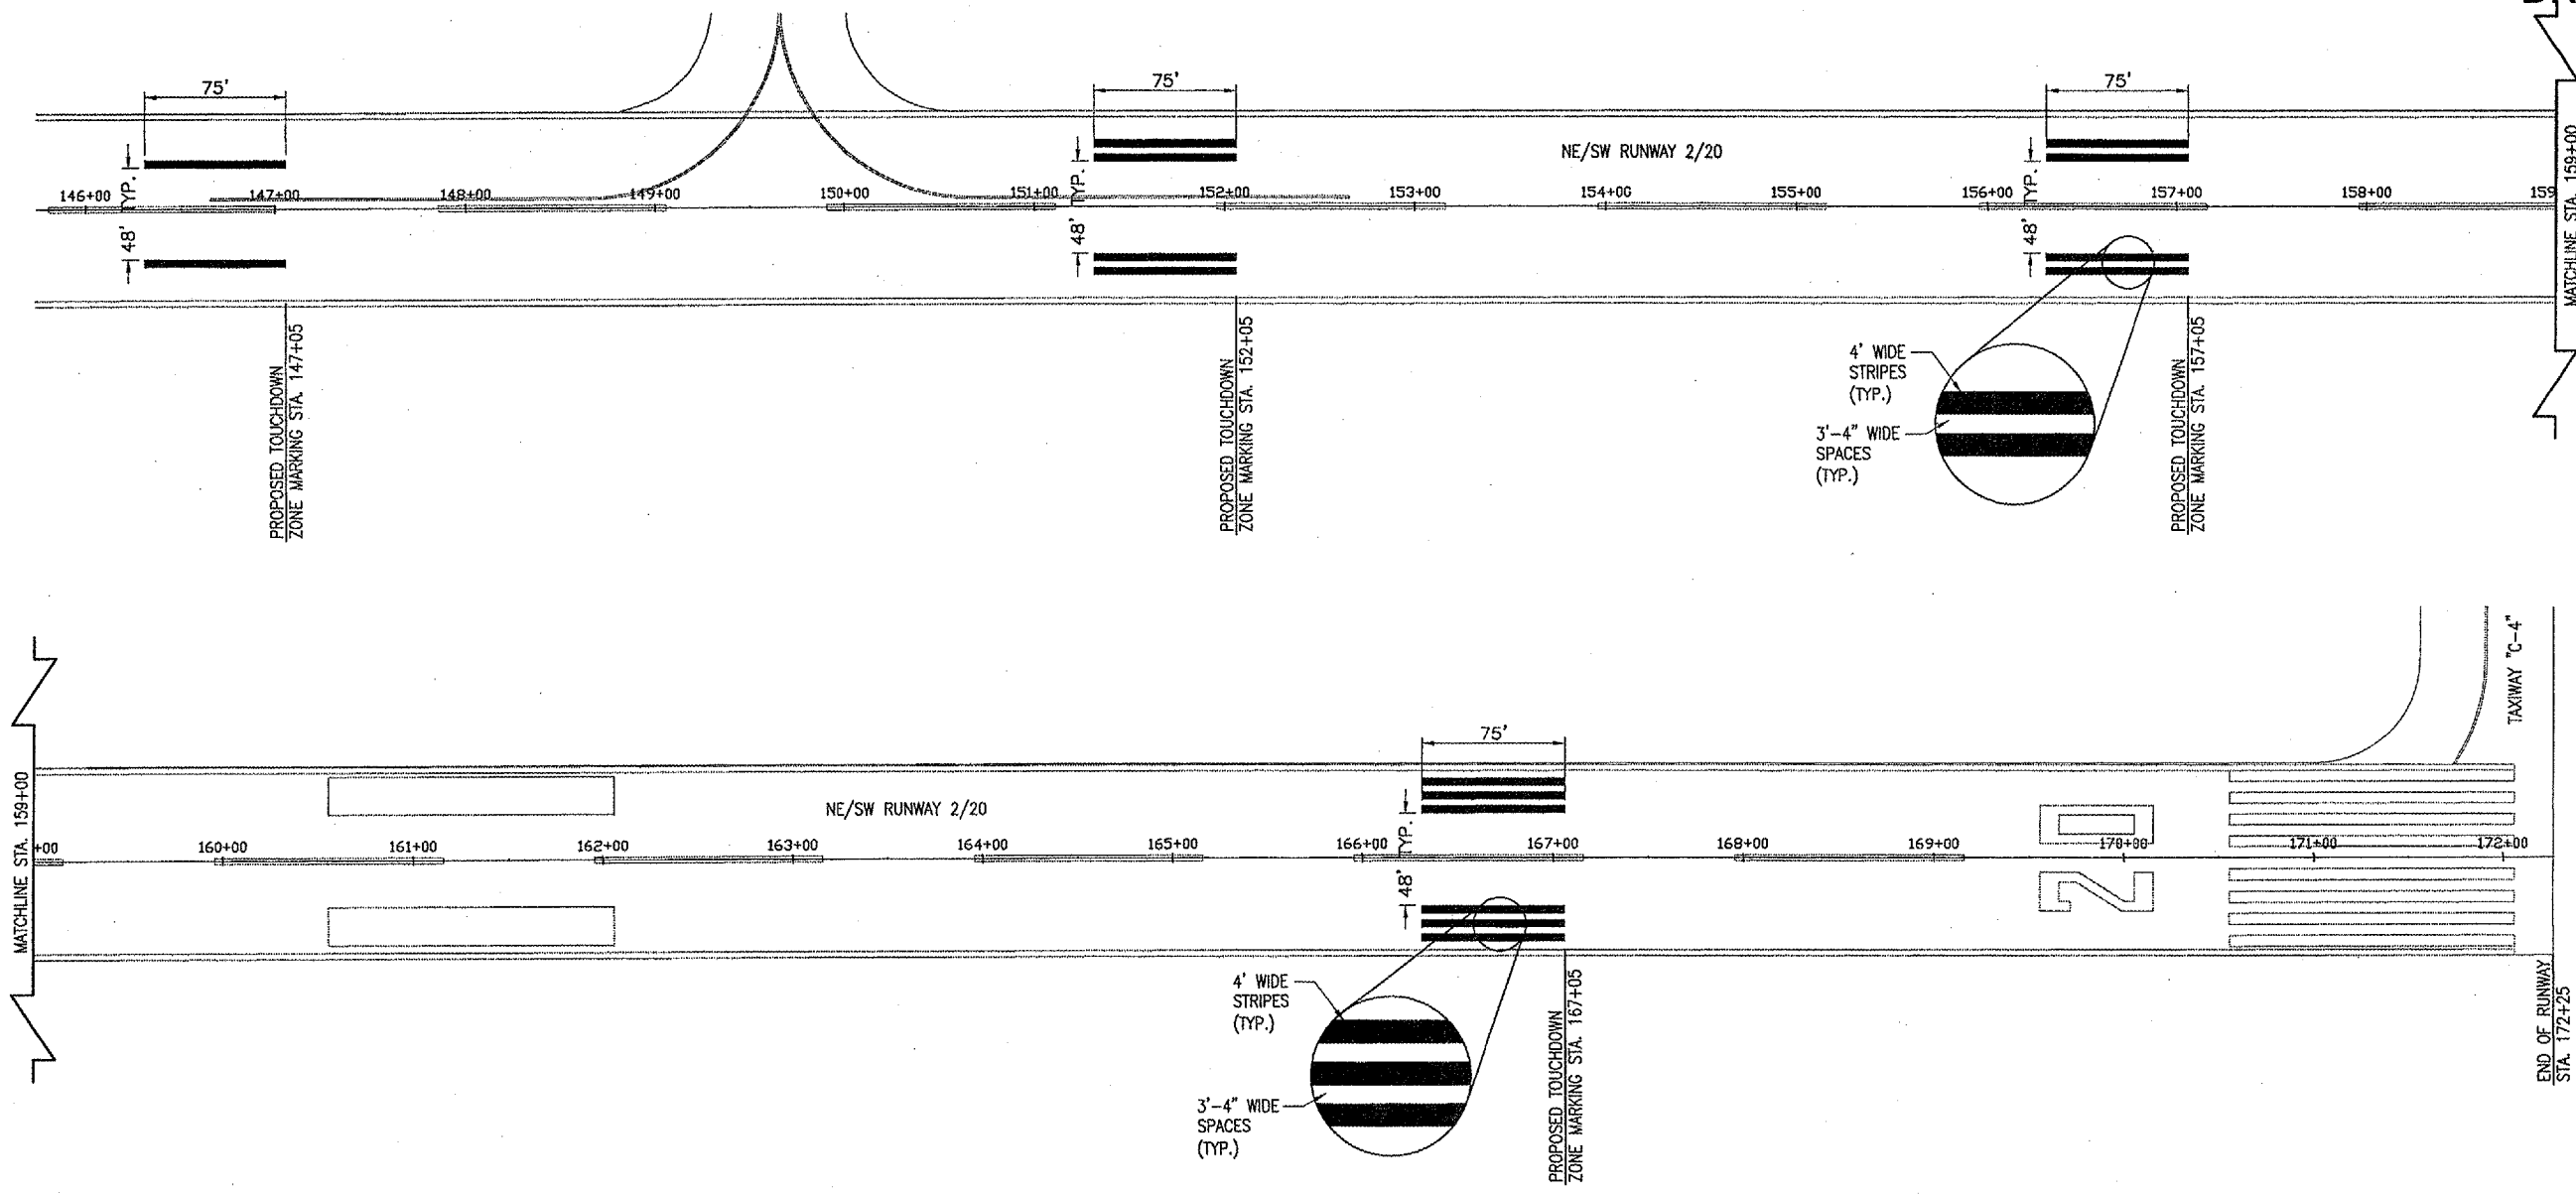 75'
75'
75'
NE/SW RUNWAY 2/20
TYP.
TYP.
TYP.
146+00
147+00
148+00
149+00
150+00
151+00
152+00
153+00
154+00
155+00
156+00
157+00
158+00
159
48'
48'
48'
MATCHLINE STA. 159+00
4' WIDE
STRIPES
(TYP.)
3'-4" WIDE
SPACES
(TYP.)
PROPOSED TOUCHDOWN
ZONE MARKING STA. 147+05
PROPOSED TOUCHDOWN
ZONE MARKING STA. 152+05
PROPOSED TOUCHDOWN
ZONE MARKING STA. 157+05
TAXIWAY "C-4"
75'
MATCHLINE STA. 159+00
NE/SW RUNWAY 2/20
TYP.
+00
160+00
161+00
162+00
163+00
164+00
165+00
166+00
167+00
168+00
169+00
170+00
171+00
172+00
48'
20
4' WIDE
STRIPES
(TYP.)
3'-4" WIDE
SPACES
(TYP.)
PROPOSED TOUCHDOWN
ZONE MARKING STA. 167+05
END OF RUNWAY
STA. 172+25